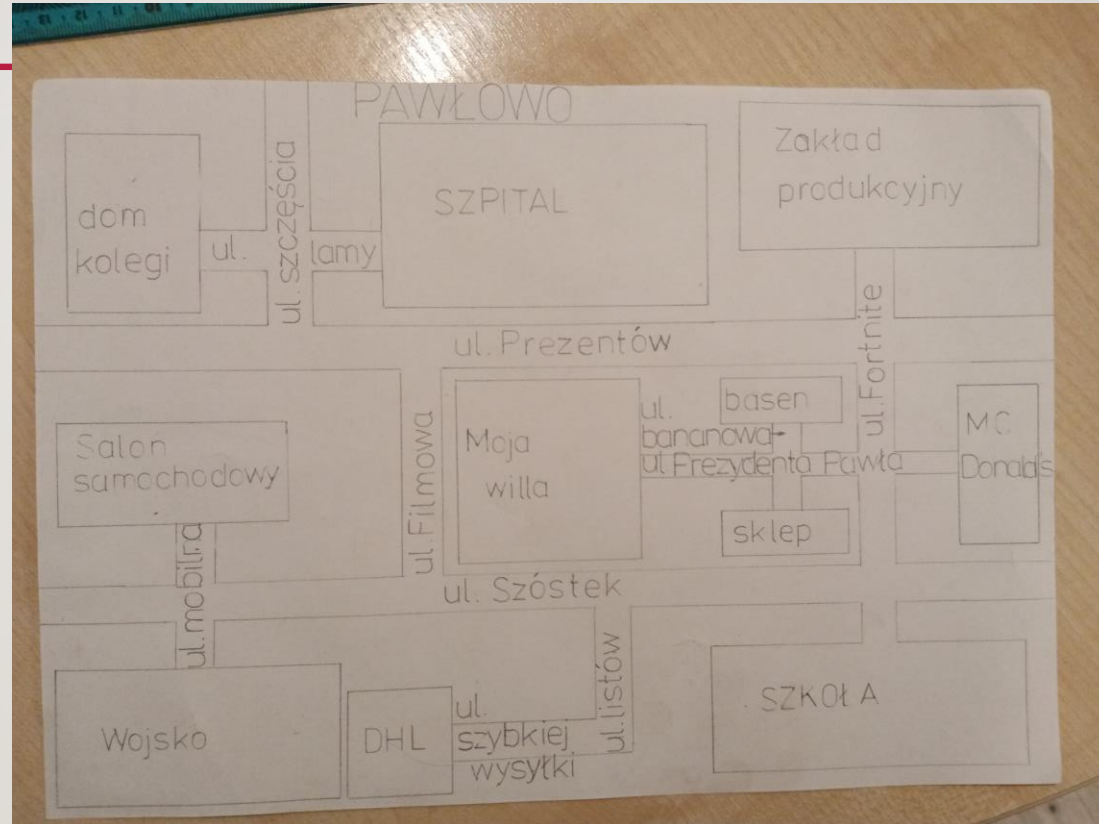 PAWŁOWO
dom
kolegi
ul.
ul. szczęścia
lamy
SZPITAL
Zakład
produkcyjny
ul. Prezentów
ul. Fortnite
Salon
samochodowy
ul. Filmowa
Moja
willa
ul.
bananowa
basen
ul Prezydenta Pawła
sklep
MC
Donald's
ul. mobilra
ul. Szóstek
Wojsko
DHL
ul.
szybkiej
wysyłki
ul. listów
SZKOŁA